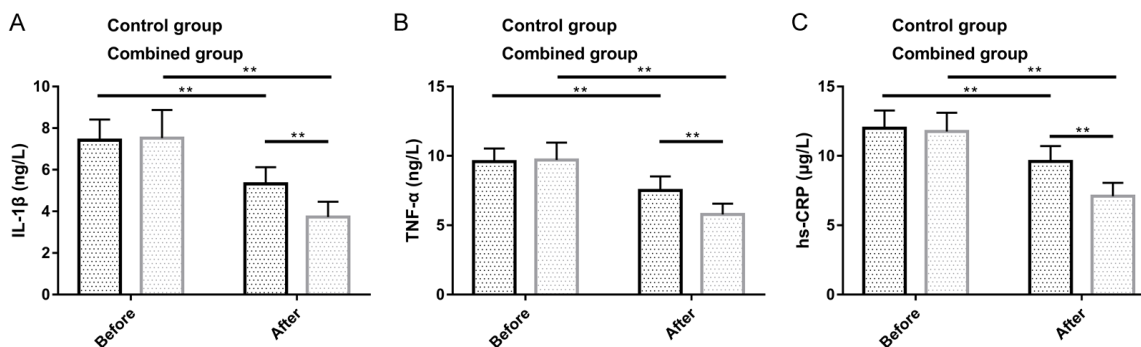 A
Control group
Combined group
**
**
**
10
8
6
4
2
0
IL-1β (ng/L)
Before
After
B
Control group
Combined group
**
**
**
15
10
5
0
TNF-α (ng/L)
Before
After
C
Control group
Combined group
**
**
**
15
10
5
0
hs-CRP (μg/L)
Before
After